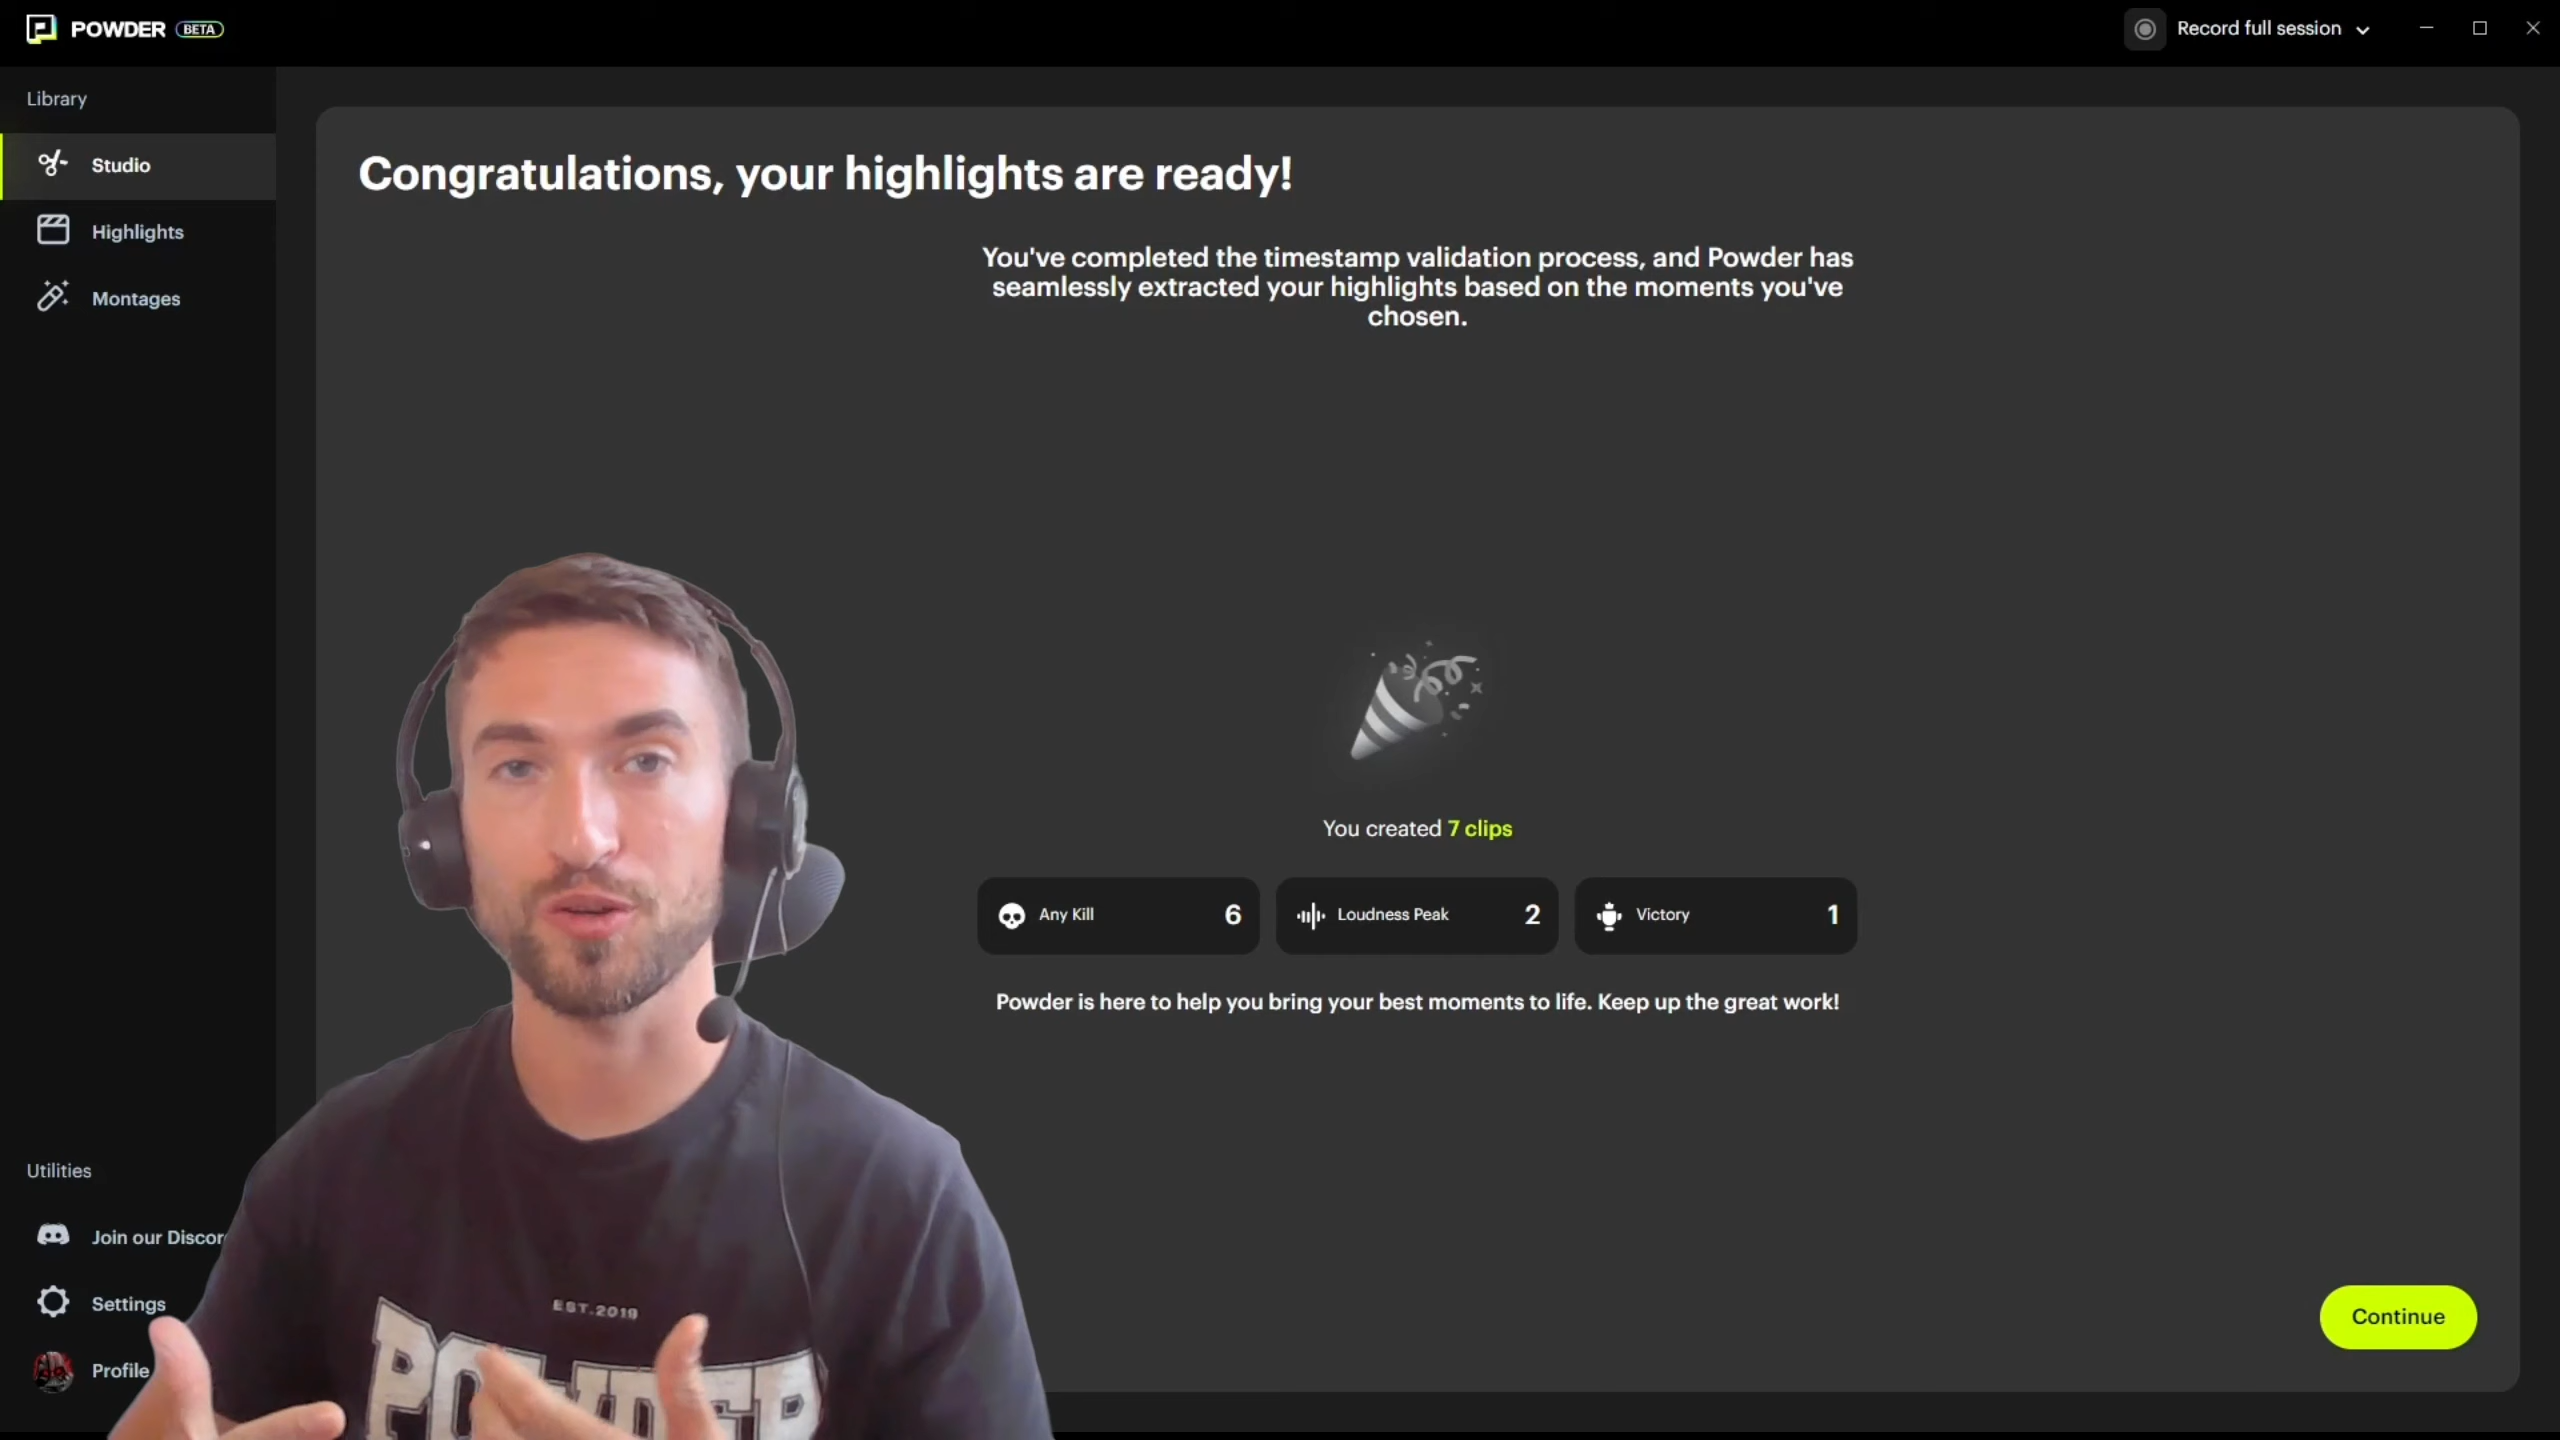 POWDER BETA
Record full session
Library
Studio
Highlights
Montages
Congratulations, your highlights are ready!
You've completed the timestamp validation process, and Powder has
seamlessly extracted your highlights based on the moments you've
chosen.
You created 7 clips
Any Kill 6
Loudness Peak 2
Victory 1
Powder is here to help you bring your best moments to life. Keep up the great work!
Utilities
Join our Discor
Settings
Profile
Continue
EST.2019
POWDER